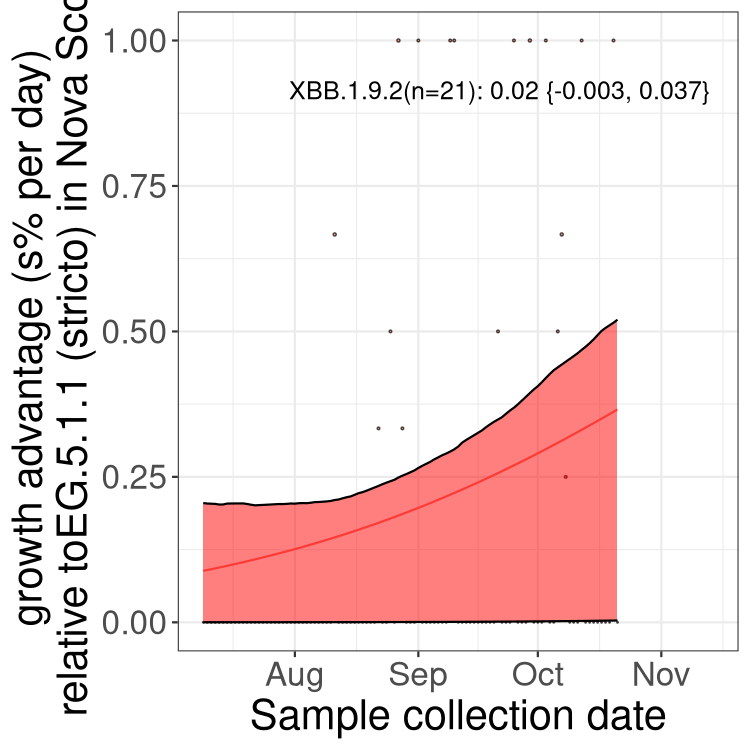 growth advantage (s% per day)
relative toEG.5.1.1 (stricto) in Nova Sco
1.00
0.75
0.50
0.25
0.00
XBB.1.9.2(n=21): 0.02 {-0.003, 0.037}
Aug Sep Oct Nov
Sample collection date